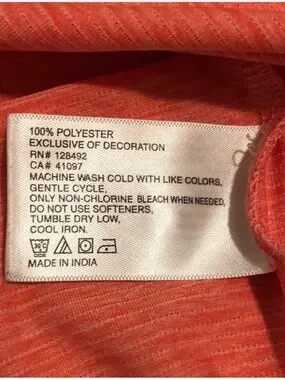 100% POLYESTER
EXCLUSIVE OF DECORATION
RN# 128492
CA# 41097
MACHINE WASH COLD WITH LIKE COLORS,
GENTLE CYCLE,
ONLY NON-CHLORINE BLEACH WHEN NEEDED,
DO NOT USE SOFTENERS,
TUMBLE DRY LOW,
COOL IRON.
MADE IN INDIA